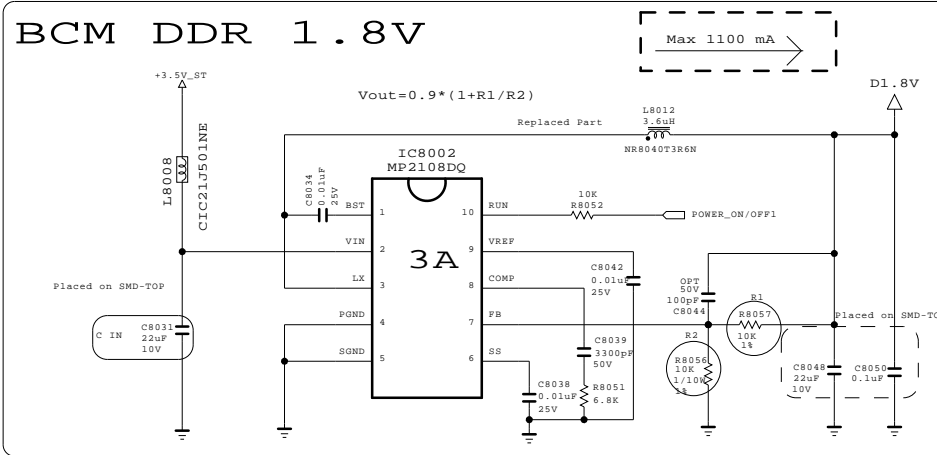 BCM DDR 1.8V
Max 1100 mA
+3.5V_ST
D1.8V
Vout=0.9*(1+R1/R2)
Replaced Part
L8012
3.6uH
NR8040T3R6N
L8008
CIC21J501NE
IC8002
MP2108DQ
3A
C8034
0.01uF
25V
BST
1
VIN
2
LX
3
PGND
4
SGND
5
10
RUN
9
VREF
8
COMP
7
FB
6
SS
10K
R8052
POWER_ON/OFF1
Placed on SMD-TOP
C IN
C8031
22uF
10V
C8042
0.01uF
25V
OPT
50V
100pF
C8044
R1
R8057
10K
1%
Placed on SMD-TO
R2
R8056
10K
1/10W
1%
C8039
3300pF
50V
R8051
6.8K
C8038
0.01uF
25V
C8048
22uF
10V
C8050
0.1uF